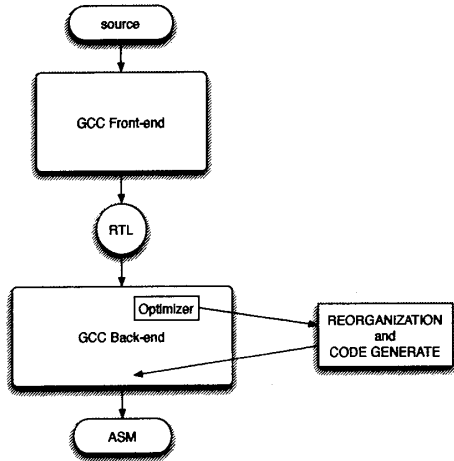 source
GCC Front-end
RTL
Optimizer
GCC Back-end
REORGANIZATION
and
CODE GENERATE
ASM